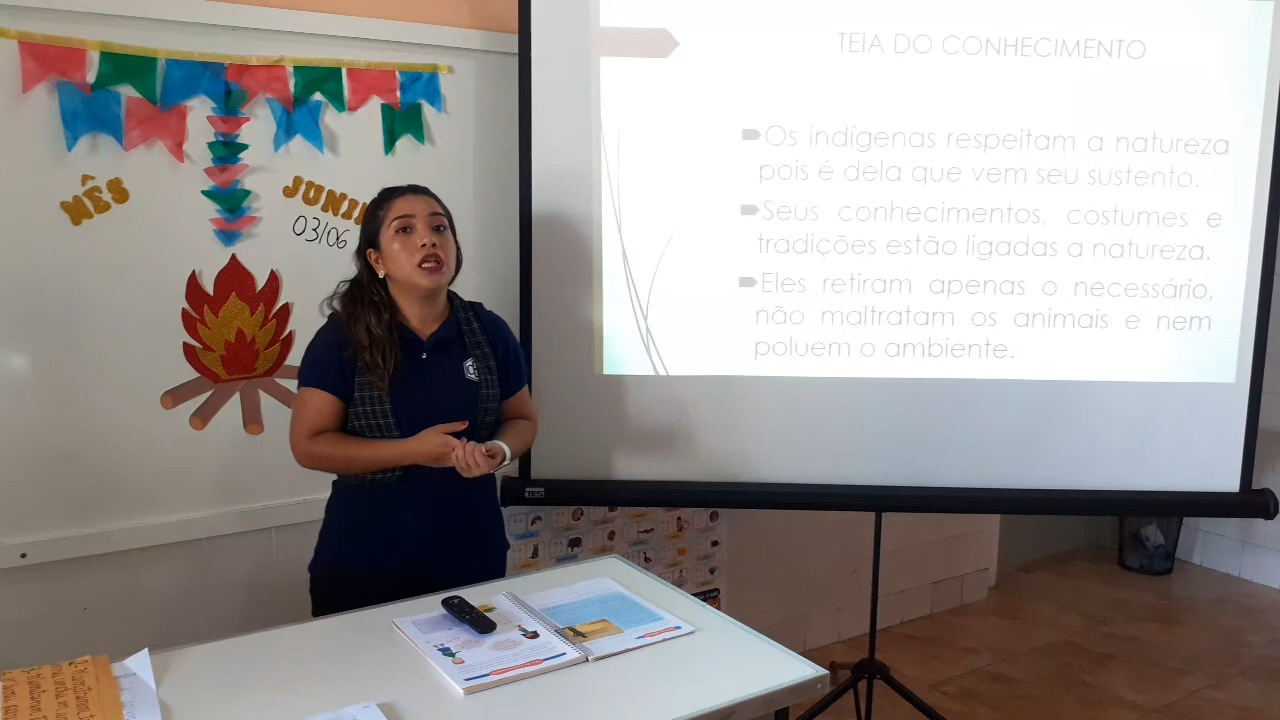 TEIA DO CONHECIMENTO
Os indígenas respeitam a natureza
pois é dela que vem seu sustento.
Seus conhecimentos, costumes e
tradições estão ligadas a natureza.
Eles retiram apenas o necessário,
não maltratam os animais e nem
poluem o ambiente.
MÊS
03/06
TES